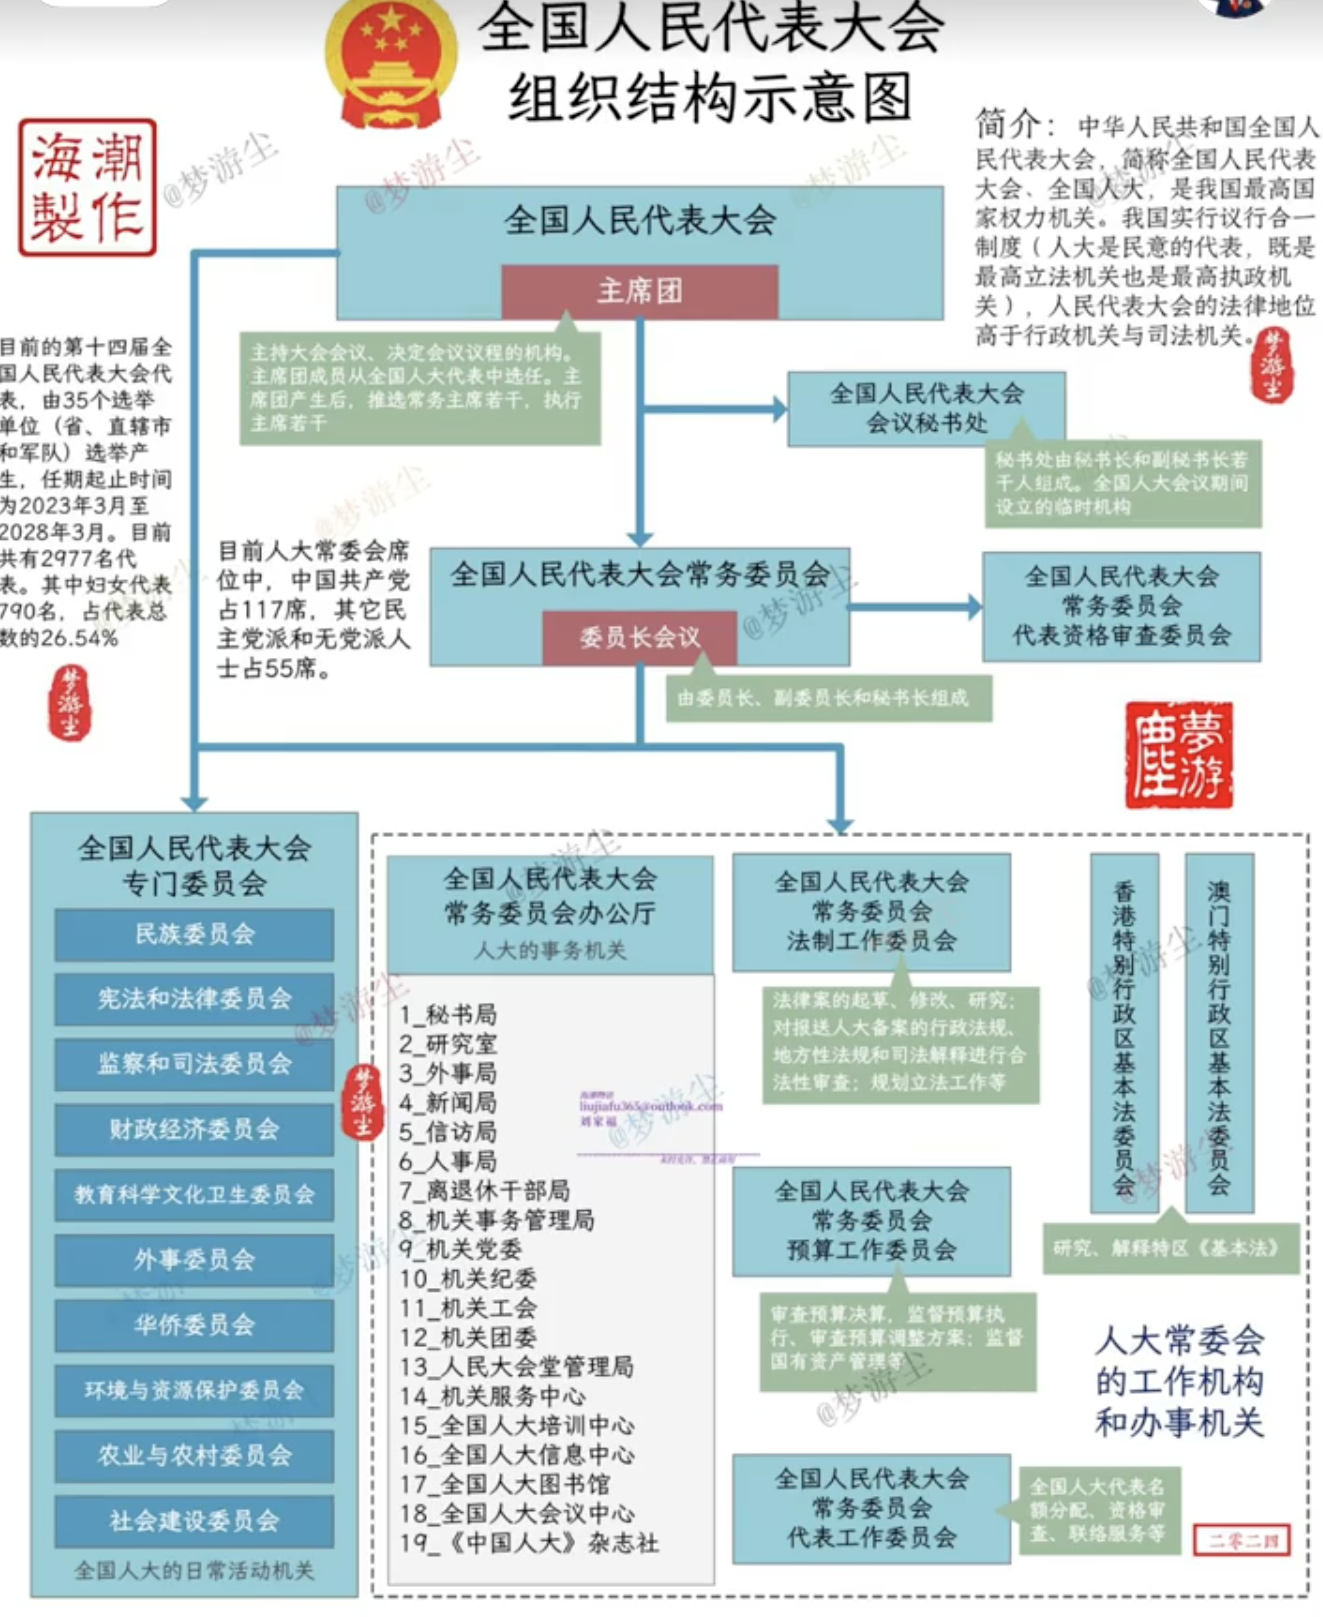 全国人民代表大会
组织结构示意图
海潮
製作
简介：中华人民共和国全国人
民代表大会，简称全国人民代表
大会、全国人大，是我国最高国
家权力机关。我国实行议行合一
制度（人大是民意的代表，既是
最高立法机关也是最高执政机
关），人民代表大会的法律地位
高于行政机关与司法机关。
梦游尘
全国人民代表大会
主席团
主持大会会议、决定会议议程的机构。
主席团成员从全国人大代表中选任。主
席团产生后，推选常务主席若干，执行
主席若干
目前的第十四届全
国人民代表大会代
表，由35个选举
单位（省、直辖市
和军队）选举产
生，任期起止时间
为2023年3月至
2028年3月。目前
共有2977名代
表。其中妇女代表
790名，占代表总
数的26.54%
梦游尘
全国人民代表大会
会议秘书处
秘书处由秘书长和副秘书长若
干人组成。全国人大会议期间
设立的临时机构
目前人大常委会席
位中，中国共产党
占117席，其它民
主党派和无党派人
士占55席。
全国人民代表大会常务委员会
委员长会议
由委员长、副委员长和秘书长组成
全国人民代表大会
常务委员会
代表资格审查委员会
夢游塵
全国人民代表大会
专门委员会
民族委员会
宪法和法律委员会
监察和司法委员会
财政经济委员会
教育科学文化卫生委员会
外事委员会
华侨委员会
环境与资源保护委员会
农业与农村委员会
社会建设委员会
全国人大的日常活动机关
梦游尘
全国人民代表大会
常务委员会办公厅
人大的事务机关
1_秘书局
2_研究室
3_外事局
4_新闻局
5_信访局
6_人事局
7_离退休干部局
8_机关事务管理局
9_机关党委
10_机关纪委
11_机关工会
12_机关团委
13_人民大会堂管理局
14_机关服务中心
15_全国人大培训中心
16_全国人大信息中心
17_全国人大图书馆
18_全国人大会议中心
19_《中国人大》杂志社
liujiafu365@outlook.com
刘家福
全国人民代表大会
常务委员会
法制工作委员会
法律案的起草、修改、研究；
对报送人大备案的行政法规、
地方性法规和司法解释进行合
法性审查；规划立法工作等
全国人民代表大会
常务委员会
预算工作委员会
审查预算决算，监督预算执
行、审查预算调整方案；监督
国有资产管理等
全国人民代表大会
常务委员会
代表工作委员会
全国人大代表名
额分配、资格审
查、联络服务等
香港特别行政区基本法委员会
澳门特别行政区基本法委员会
研究、解释特区《基本法》
人大常委会
的工作机构
和办事机关
二零二四
@梦游尘
@梦游尘
@梦游尘
@梦游尘
@梦游尘
@梦游尘
@梦游尘
@梦游尘
@梦游尘
@梦游尘
@梦游尘